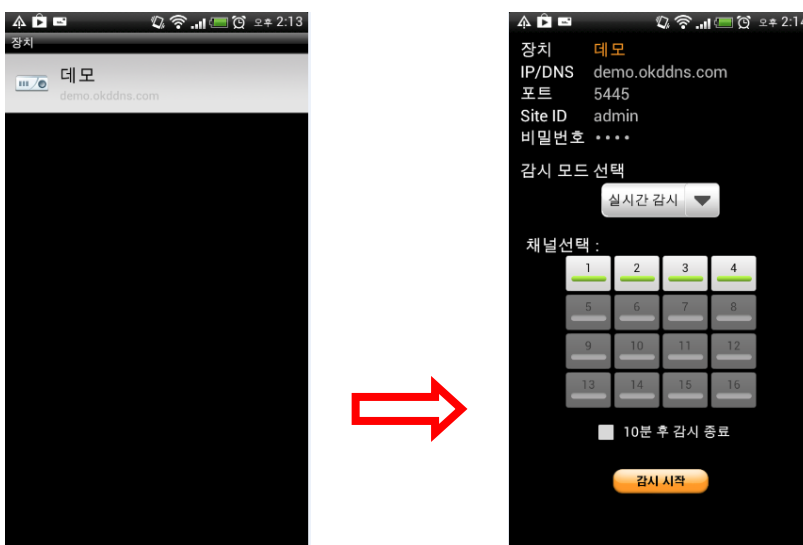 오후 2:13
장치
데모
demo.okddns.com
오후 2:14
장치 데모
IP/DNS demo.okddns.com
포트 5445
Site ID admin
비밀번호 ••••
감시 모드 선택
실시간 감시
채널선택 :
1 2 3 4
5 6 7 8
9 10 11 12
13 14 15 16
10분 후 감시 종료
감시 시작